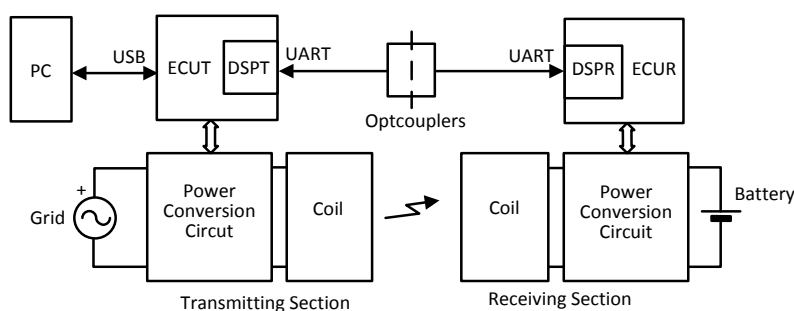 PC
USB
ECUT
DSPT
UART
UART
DSPR
ECUR
Optcouplers
+
Grid
Power
Conversion
Circut
Coil
Coil
Power
Conversion
Circuit
Battery
Transmitting Section
Receiving Section